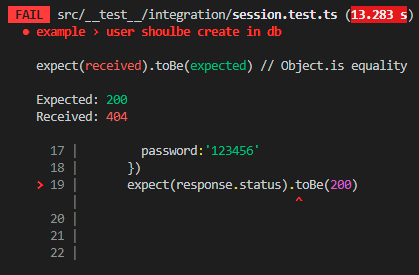 FAIL src/__test__/integration/session.test.ts (13.283 s)
● example › user shoulbe create in db
expect(received).toBe(expected) // Object.is equality
Expected: 200
Received: 404
17 | password:'123456'
18 | })
> 19 | expect(response.status).toBe(200)
| ^
20 |
21 |
22 |